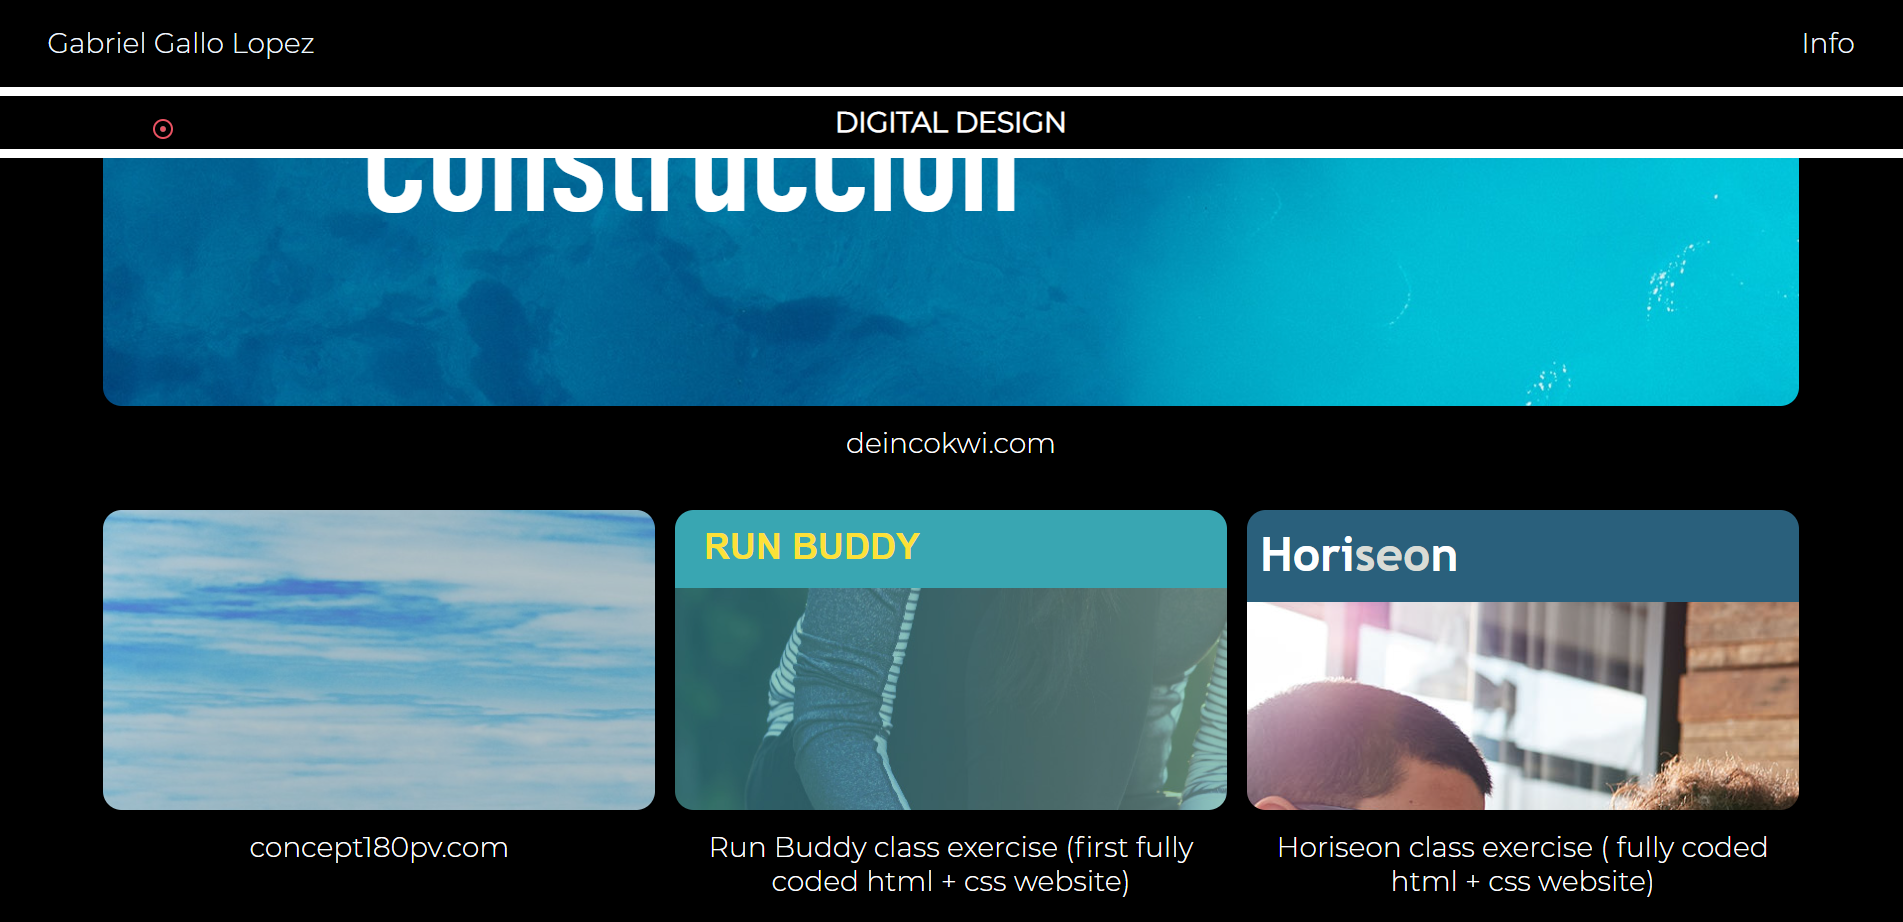 Gabriel Gallo Lopez
Info
DIGITAL DESIGN
Construcción
deincokwi.com
RUN BUDDY
Horiseon
concept180pv.com
Run Buddy class exercise (first fully
coded html + css website)
Horiseon class exercise ( fully coded
html + css website)